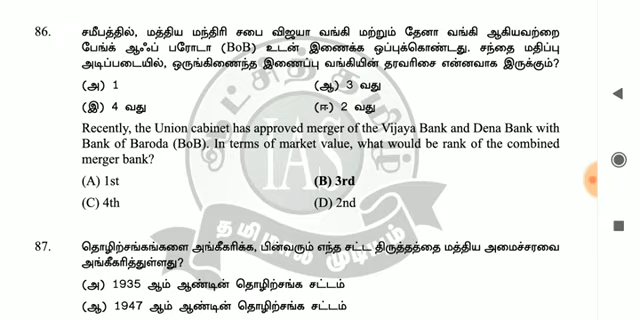 86. சமீபத்தில், மத்திய மந்திரி சபை விஜயா வங்கி மற்றும் தேனா வங்கி ஆகியவற்றை
பேங்க் ஆஃப் பரோடா (BoB) உடன் இணைக்க ஒப்புக்கொண்டது. சந்தை மதிப்பு
அடிப்படையில், ஒருங்கிணைந்த இணைப்பு வங்கியின் தரவரிசை என்னவாக இருக்கும்?
(அ) 1 (ஆ) 3 வது
(இ) 4 வது (ஈ) 2 வது
Recently, the Union cabinet has approved merger of the Vijaya Bank and Dena Bank with
Bank of Baroda (BoB). In terms of market value, what would be rank of the combined
merger bank?
(A) 1st (B) 3rd
(C) 4th (D) 2nd
IAS
தமிழால் முடியும்
87. தொழிற்சங்கங்களை அங்கீகரிக்க, பின்வரும் எந்த சட்ட திருத்தத்தை மத்திய அமைச்சரவை
அங்கீகரித்துள்ளது?
(அ) 1935 ஆம் ஆண்டின் தொழிற்சங்க சட்டம்
(ஆ) 1947 ஆம் ஆண்டின் தொழிற்சங்க சட்டம்